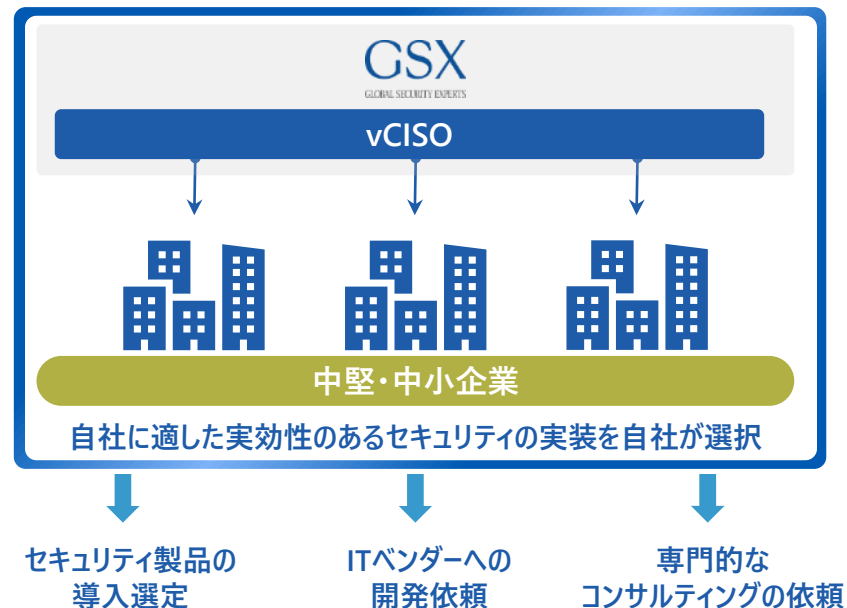 GSX
GLOBAL SECURITY EXPERTS
vCISO
中堅・中小企業
自社に適した実効性のあるセキュリティの実装を自社が選択
セキュリティ製品の
導入選定
ITベンダーへの
開発依頼
専門的な
コンサルティングの依頼